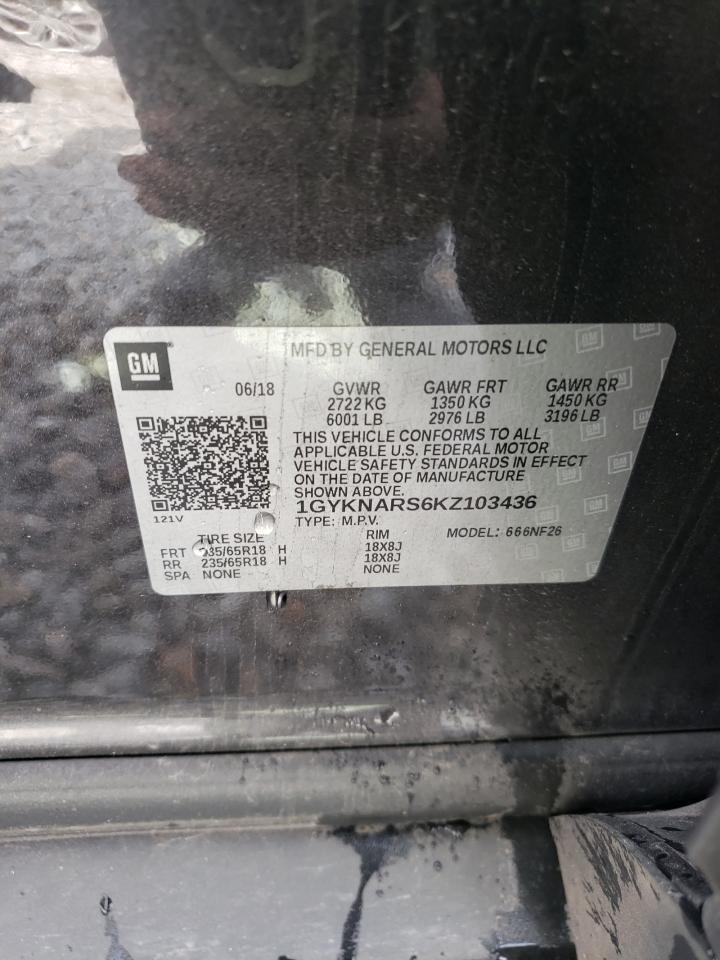 GM
MFD BY GENERAL MOTORS LLC
06/18 GVWR GAWR FRT GAWR RR
2722 KG 1350 KG 1450 KG
6001 LB 2976 LB 3196 LB
THIS VEHICLE CONFORMS TO ALL
APPLICABLE U.S. FEDERAL MOTOR
VEHICLE SAFETY STANDARDS IN EFFECT
ON THE DATE OF MANUFACTURE
SHOWN ABOVE.
1GYKNARS6KZ103436
121V
TYPE: M.P.V. MODEL: 666NF26
TIRE SIZE RIM
FRT 235/65R18 H 18X8J
RR 235/65R18 H 18X8J
SPA NONE NONE